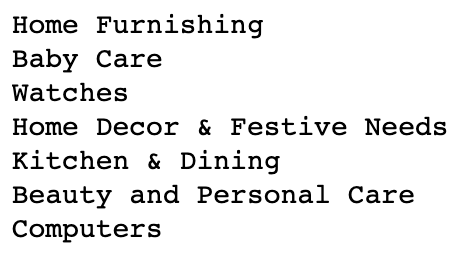 Home Furnishing
Baby Care
Watches
Home Decor & Festive Needs
Kitchen & Dining
Beauty and Personal Care
Computers